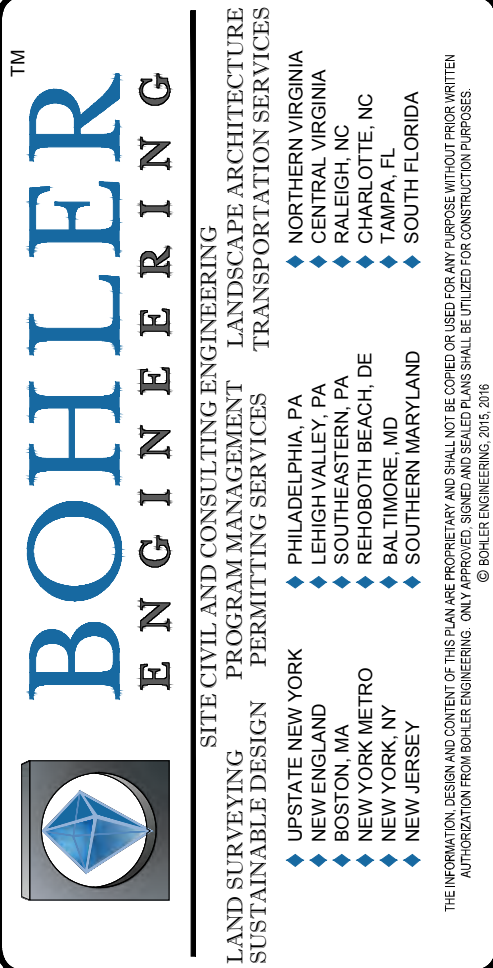 BOHLER™
ENGINEERING
SITE CIVIL AND CONSULTING ENGINEERING
LAND SURVEYING PROGRAM MANAGEMENT LANDSCAPE ARCHITECTURE
SUSTAINABLE DESIGN PERMITTING SERVICES TRANSPORTATION SERVICES
UPSTATE NEW YORK
NEW ENGLAND
BOSTON, MA
NEW YORK METRO
NEW YORK, NY
NEW JERSEY
PHILADELPHIA, PA
LEHIGH VALLEY, PA
SOUTHEASTERN, PA
REHOBOTH BEACH, DE
BALTIMORE, MD
SOUTHERN MARYLAND
NORTHERN VIRGINIA
CENTRAL VIRGINIA
RALEIGH, NC
CHARLOTTE, NC
TAMPA, FL
SOUTH FLORIDA
THE INFORMATION, DESIGN AND CONTENT OF THIS PLAN ARE PROPRIETARY AND SHALL NOT BE COPIED OR USED FOR ANY PURPOSE WITHOUT PRIOR WRITTEN
AUTHORIZATION FROM BOHLER ENGINEERING. ONLY APPROVED, SIGNED AND SEALED PLANS SHALL BE UTILIZED FOR CONSTRUCTION PURPOSES.
© BOHLER ENGINEERING, 2015, 2016